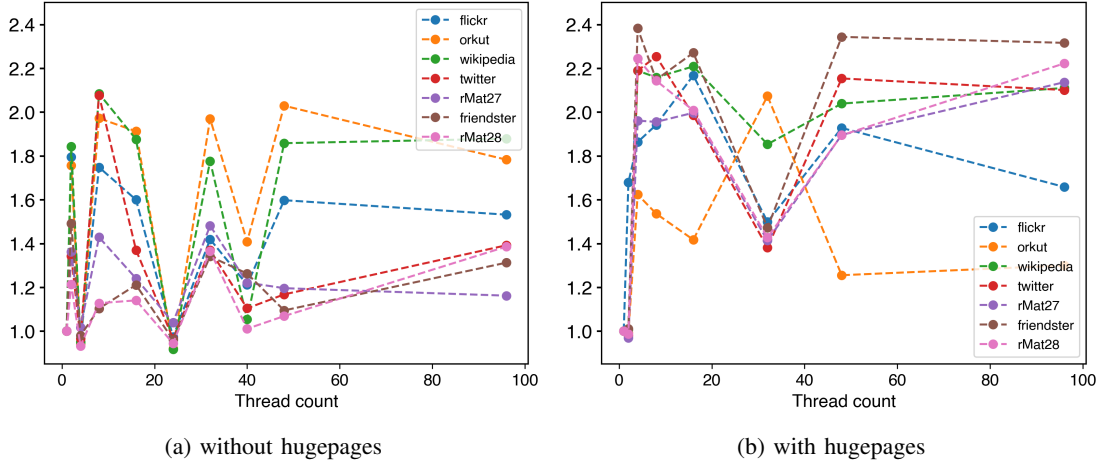 2.4
2.2
2.0
1.8
1.6
1.4
1.2
1.0
0 20 40 60 80 100
Thread count
flickr
orkut
wikipedia
twitter
rMat27
friendster
rMat28
(a) without hugepages
2.4
2.2
2.0
1.8
1.6
1.4
1.2
1.0
0 20 40 60 80 100
Thread count
flickr
orkut
wikipedia
twitter
rMat27
friendster
rMat28
(b) with hugepages